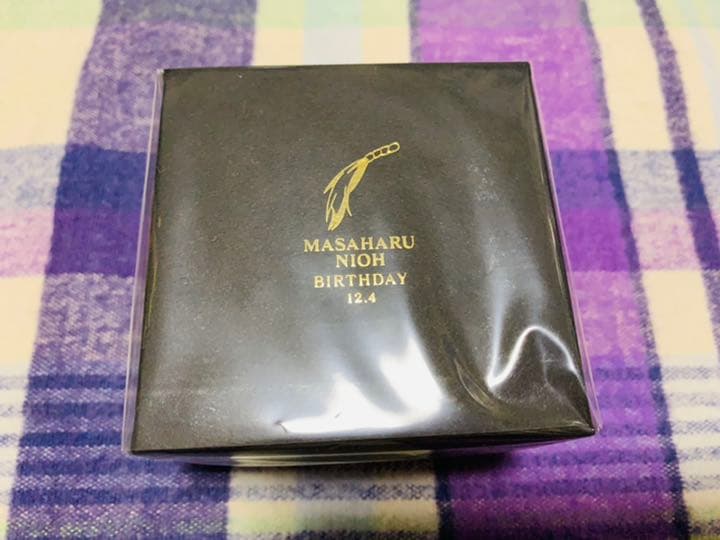 MASAHARU
NIOH
BIRTHDAY
12.4